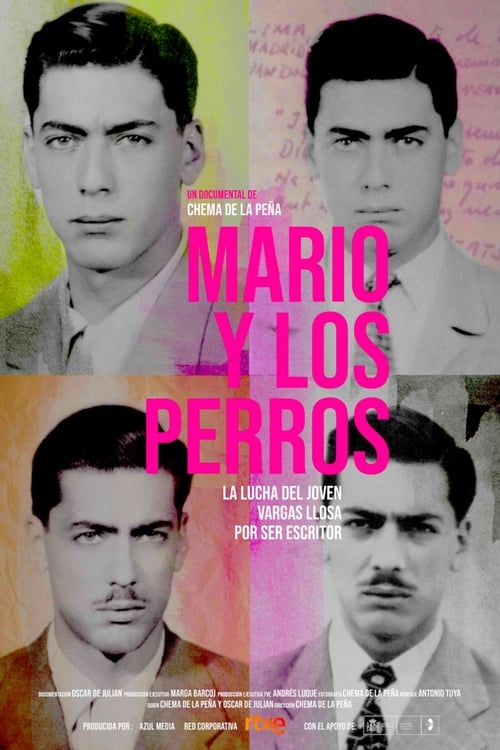 UN DOCUMENTAL DE
CHEMA DE LA PEÑA
MARIO
Y LOS
PERROS
LA LUCHA DEL JOVEN
VARGAS LLOSA
POR SER ESCRITOR
DOCUMENTACIÓN OSCAR DE JULIAN PRODUCCIÓN EJECUTIVA MARGA BARCOJ PRODUCCIÓN EJECUTIVA TVE ANDRÉS LUQUE FOTOGRAFÍA CHEMA DE LA PEÑA MONTAJE ANTONIO TUYA
GUION CHEMA DE LA PEÑA Y OSCAR DE JULIAN DIRECCIÓN CHEMA DE LA PEÑA
PRODUCIDA POR: AZUL MEDIA RED CORPORATIVA rtve CON EL APOYO DE: